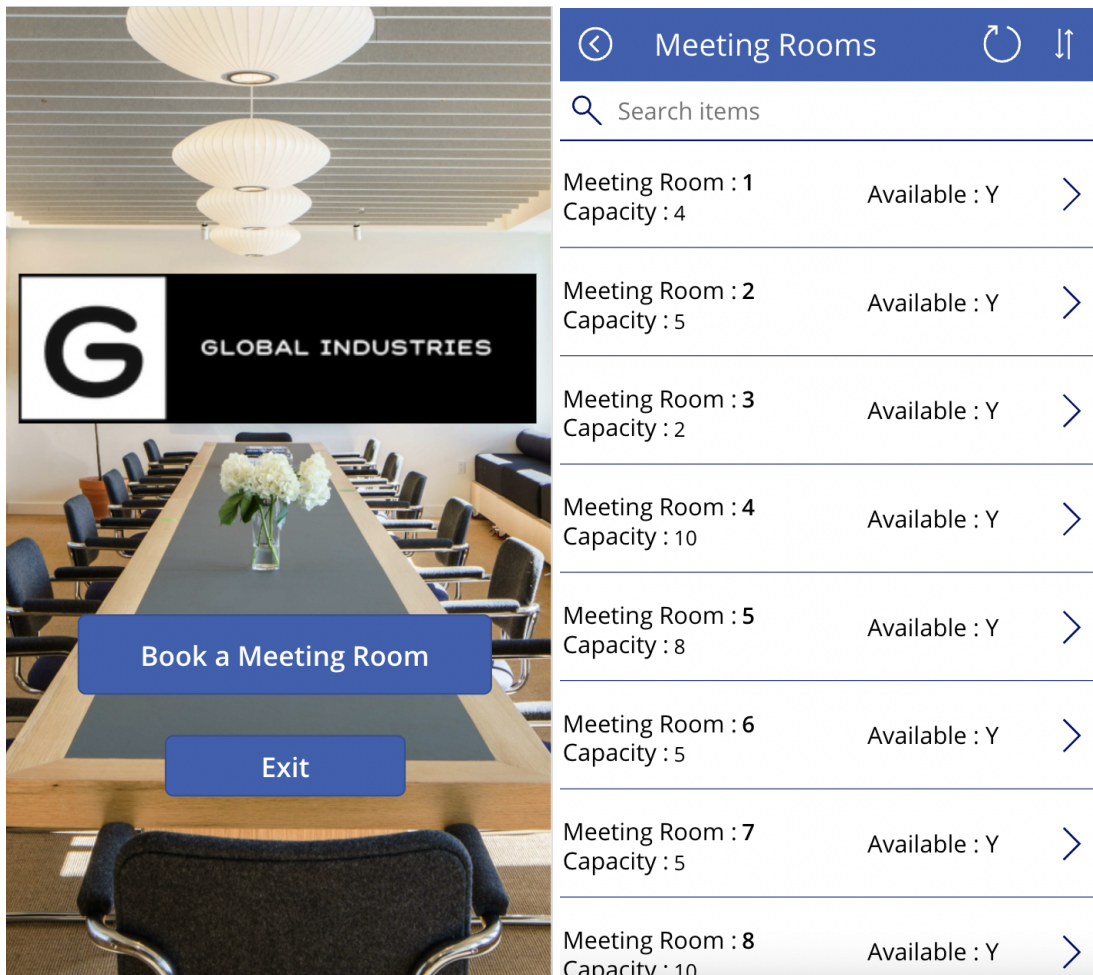 G
GLOBAL INDUSTRIES
Book a Meeting Room
Exit
Meeting Rooms
Search items
Meeting Room : 1
Capacity : 4
Available : Y
Meeting Room : 2
Capacity : 5
Available : Y
Meeting Room : 3
Capacity : 2
Available : Y
Meeting Room : 4
Capacity : 10
Available : Y
Meeting Room : 5
Capacity : 8
Available : Y
Meeting Room : 6
Capacity : 5
Available : Y
Meeting Room : 7
Capacity : 5
Available : Y
Meeting Room : 8
Capacity : 10
Available : Y